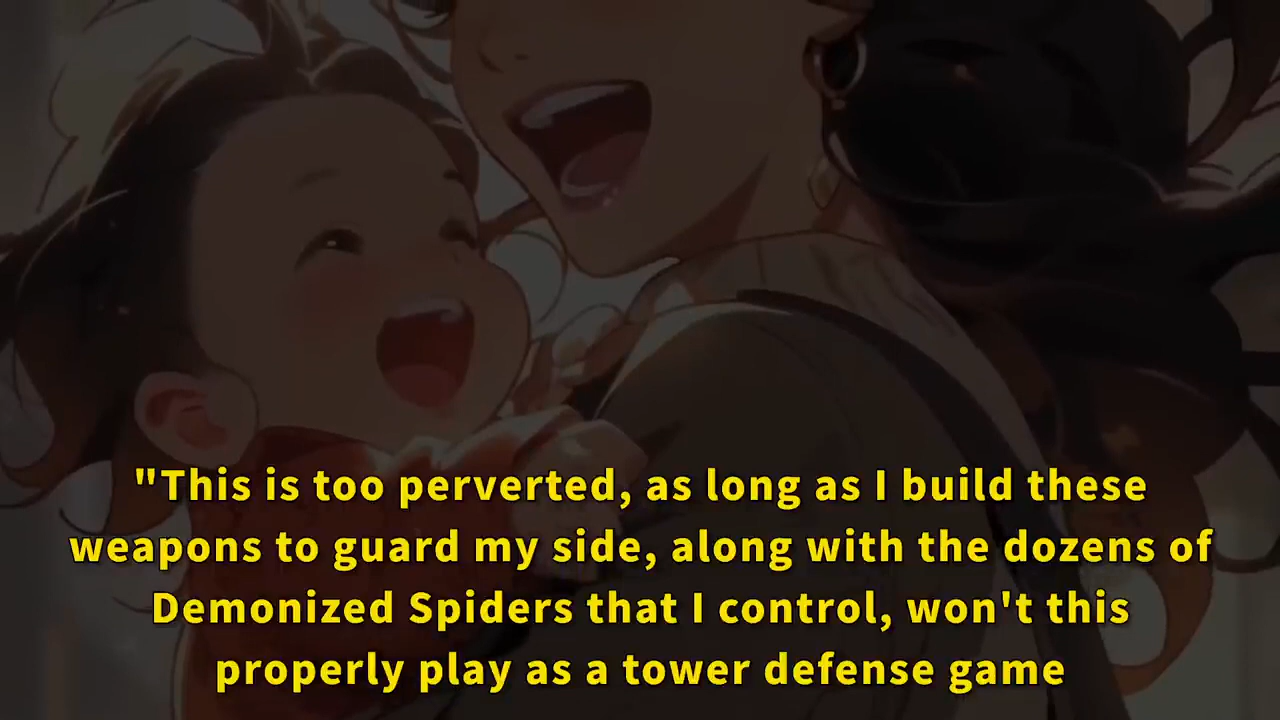 "This is too perverted, as long as I build these
weapons to guard my side, along with the dozens of
Demonized Spiders that I control, won't this
properly play as a tower defense game